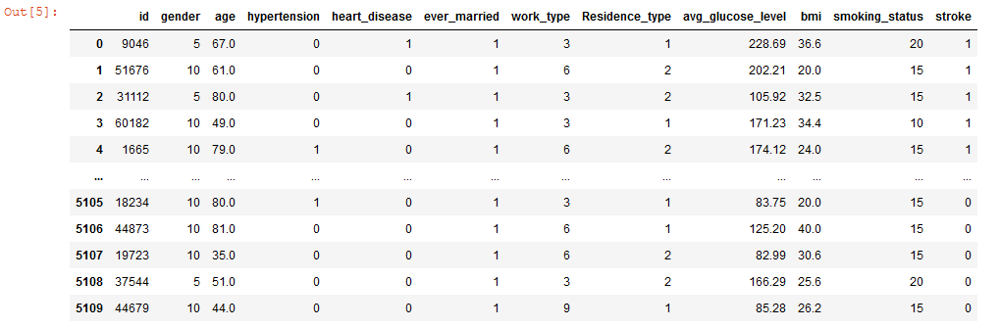 Out[5]:
id gender age hypertension heart_disease ever_married work_type Residence_type avg_glucose_level bmi smoking_status stroke
0 9046 5 67.0 0 1 1 3 1 228.69 36.6 20 1
1 51676 10 61.0 0 0 1 6 2 202.21 20.0 15 1
2 31112 5 80.0 0 1 1 3 2 105.92 32.5 15 1
3 60182 10 49.0 0 0 1 3 1 171.23 34.4 10 1
4 1665 10 79.0 1 0 1 6 2 174.12 24.0 15 1
... ... ... ... ... ... ... ... ... ... ... ... ...
5105 18234 10 80.0 1 0 1 3 1 83.75 20.0 15 0
5106 44873 10 81.0 0 0 1 6 1 125.20 40.0 15 0
5107 19723 10 35.0 0 0 1 6 2 82.99 30.6 15 0
5108 37544 5 51.0 0 0 1 3 2 166.29 25.6 20 0
5109 44679 10 44.0 0 0 1 9 1 85.28 26.2 15 0